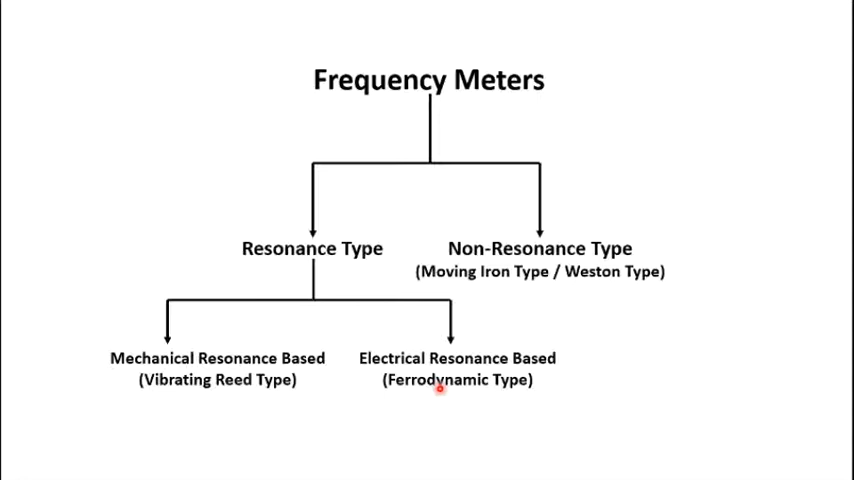 Frequency Meters
Resonance Type
Non-Resonance Type
(Moving Iron Type / Weston Type)
Mechanical Resonance Based
(Vibrating Reed Type)
Electrical Resonance Based
(Ferrodynamic Type)